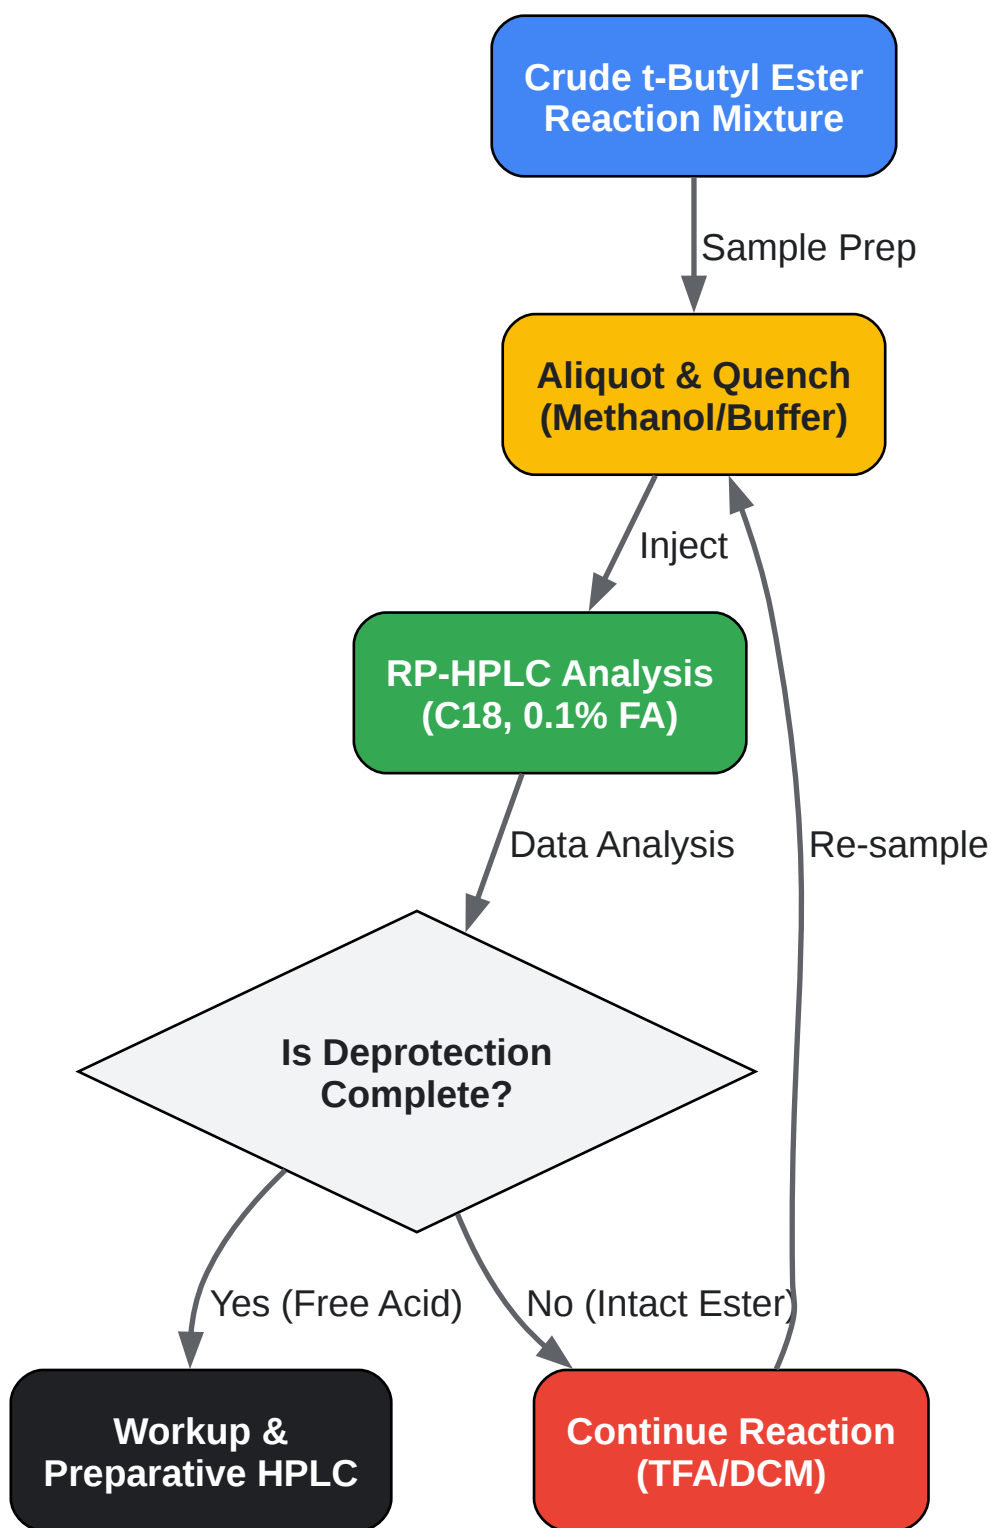 Crude t-Butyl Ester
Reaction Mixture
Sample Prep
Aliquot & Quench
(Methanol/Buffer)
Inject
RP-HPLC Analysis
(C18, 0.1% FA)
Data Analysis
Re-sample
Is Deprotection
Complete?
Yes (Free Acid)
No (Intact Ester)
Workup &
Preparative HPLC
Continue Reaction
(TFA/DCM)